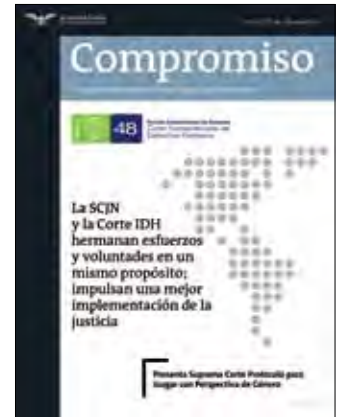 Compromiso
48
La SCJN
y la Corte IDH
hermanan esfuerzos
y voluntades en un
mismo propósito;
impulsan una mejor
implementación de la
justicia
Presenta Suprema Corte Protocolo para
Juzgar con Perspectiva de Género